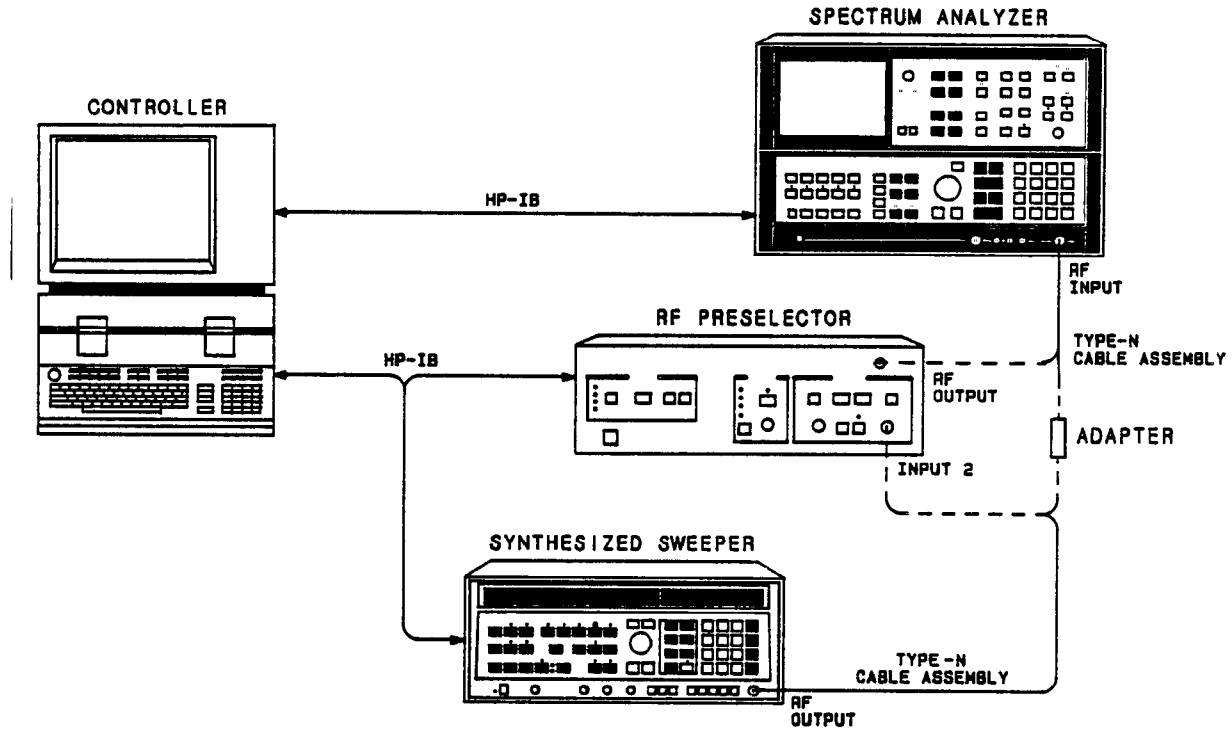 SPECTRUM ANALYZER
CONTROLLER
HP-IB
RF
INPUT
RF PRESELECTOR
TYPE-N
CABLE ASSEMBLY
HP-IB
RF
OUTPUT
ADAPTER
INPUT 2
SYNTHESIZED SWEEPER
TYPE-N
CABLE ASSEMBLY
RF
OUTPUT